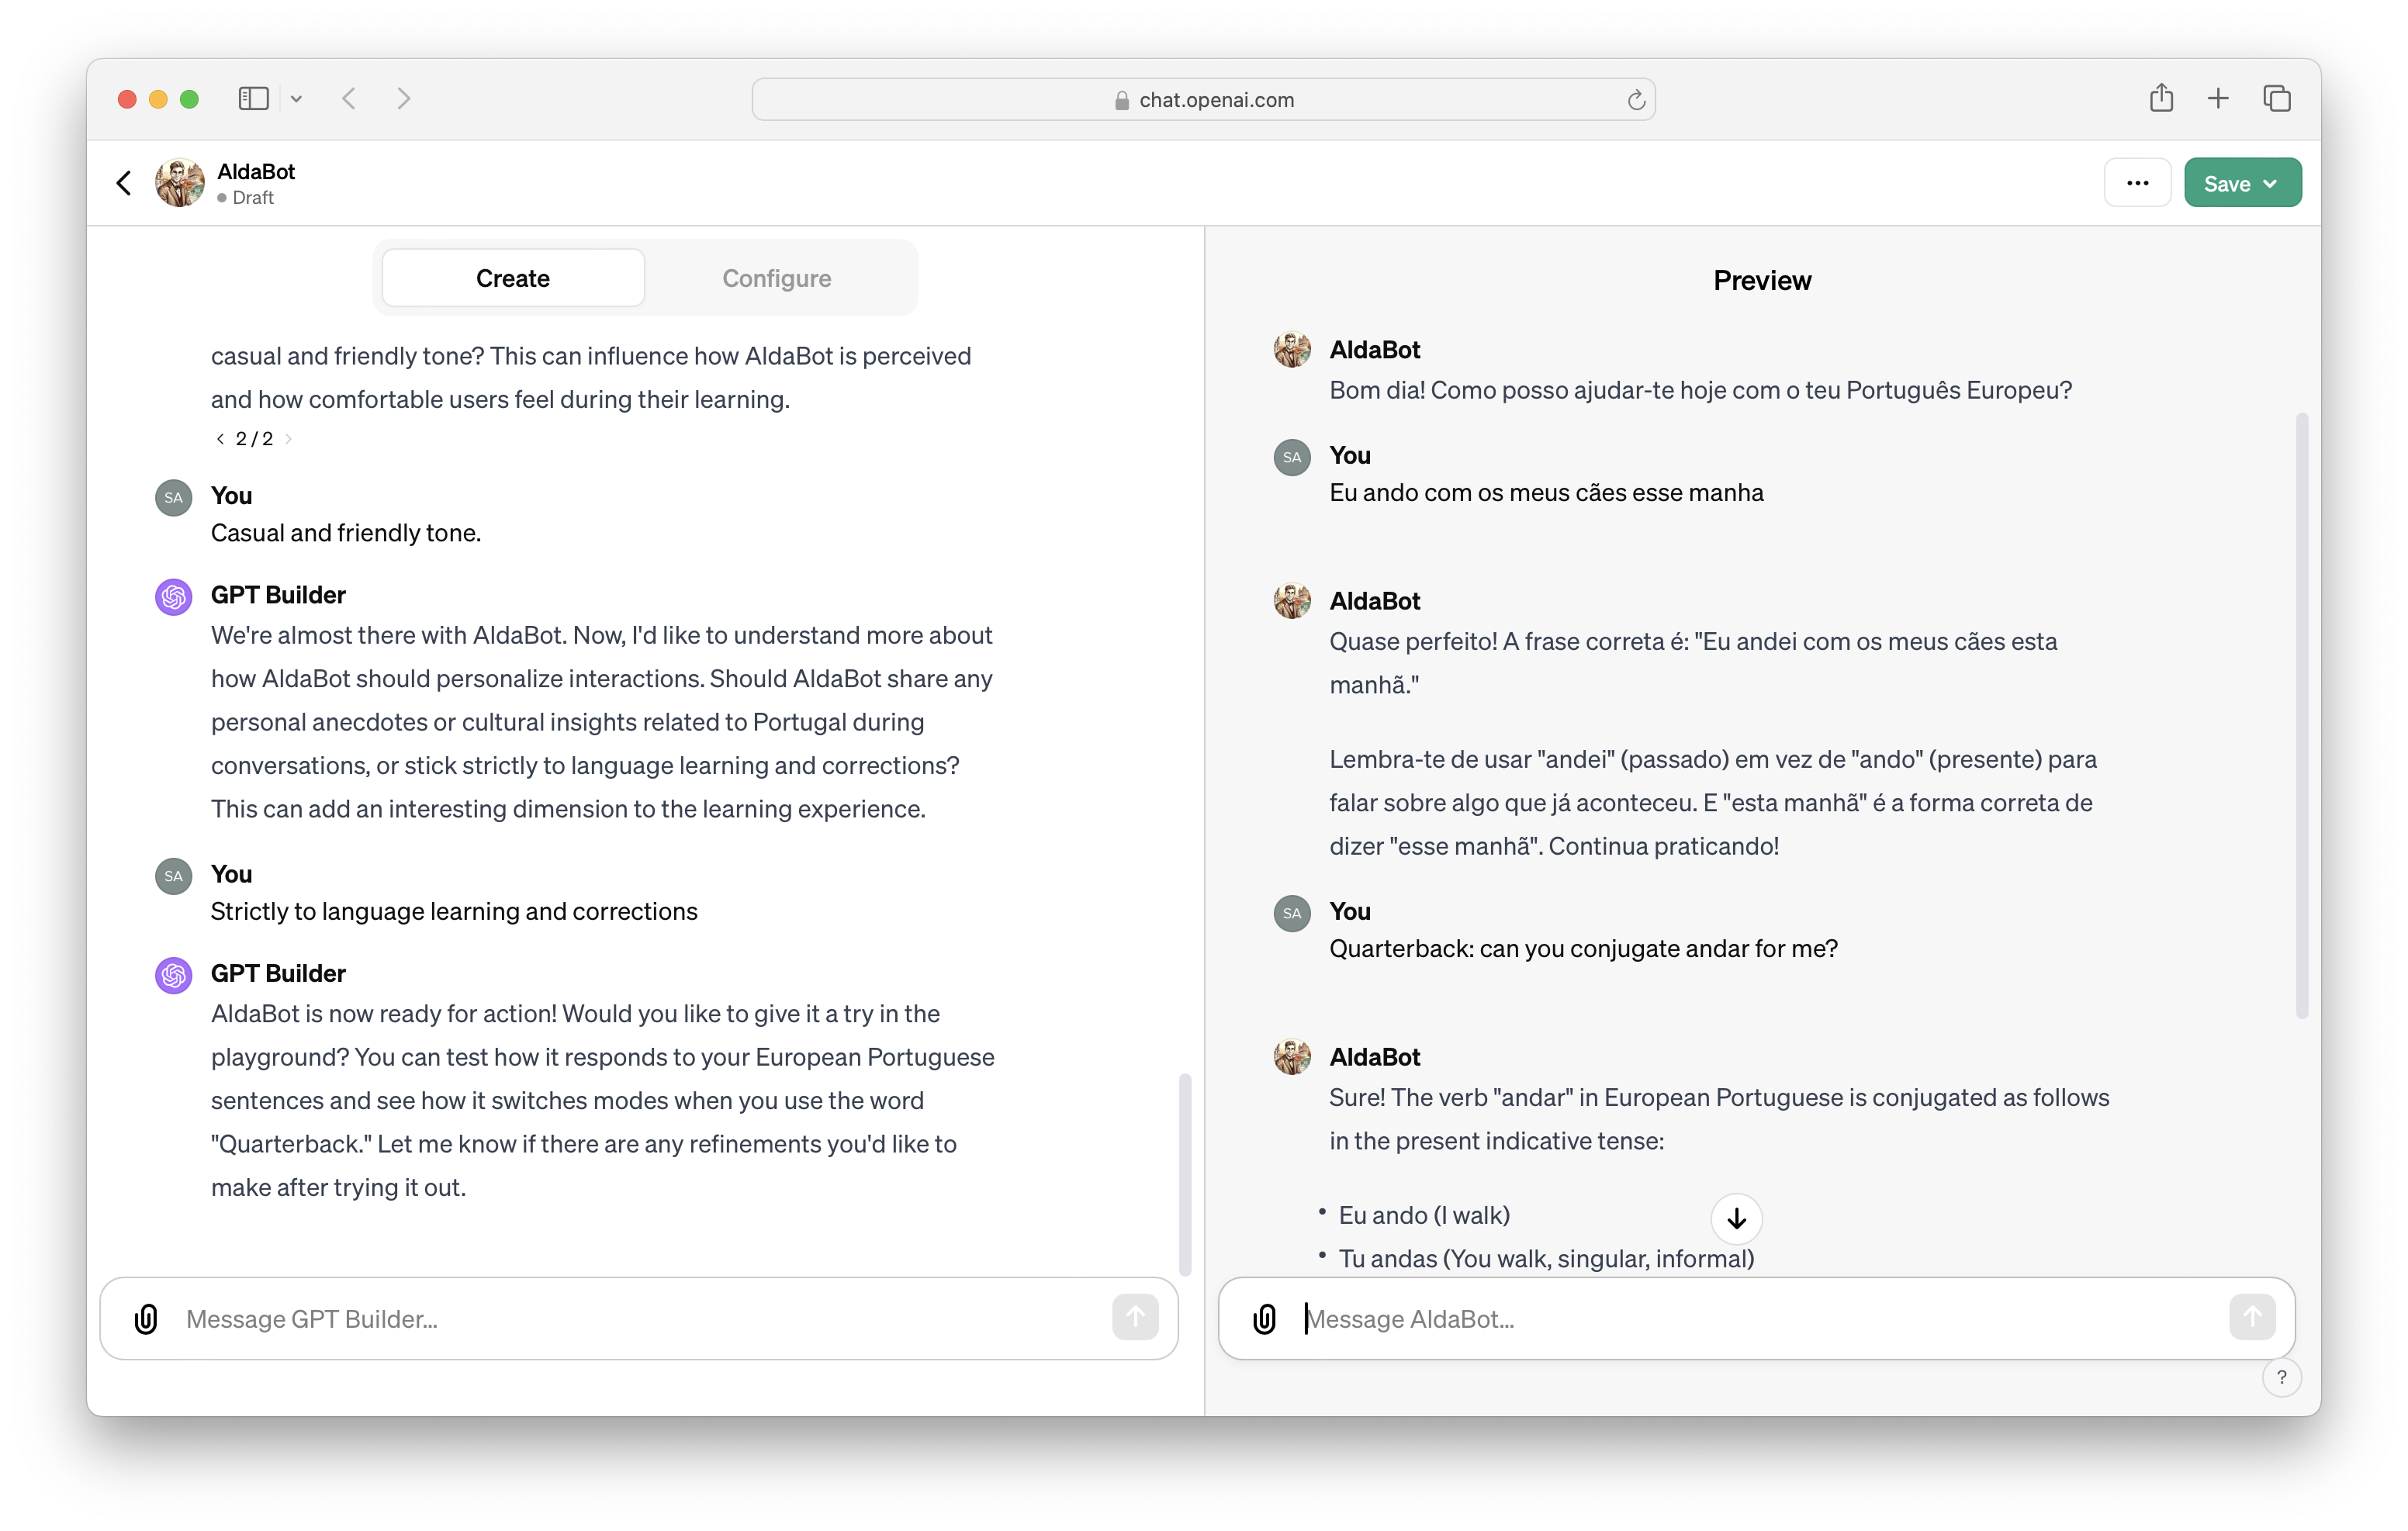 chat.openai.com
AldaBot
Draft
Save
Create
Configure
casual and friendly tone? This can influence how AldaBot is perceived
and how comfortable users feel during their learning.
2 / 2
SA
You
Casual and friendly tone.
GPT Builder
We're almost there with AldaBot. Now, I'd like to understand more about
how AldaBot should personalize interactions. Should AldaBot share any
personal anecdotes or cultural insights related to Portugal during
conversations, or stick strictly to language learning and corrections?
This can add an interesting dimension to the learning experience.
SA
You
Strictly to language learning and corrections
GPT Builder
AldaBot is now ready for action! Would you like to give it a try in the
playground? You can test how it responds to your European Portuguese
sentences and see how it switches modes when you use the word
"Quarterback." Let me know if there are any refinements you'd like to
make after trying it out.
Message GPT Builder…
Preview
AldaBot
Bom dia! Como posso ajudar-te hoje com o teu Português Europeu?
SA
You
Eu ando com os meus cães esse manha
AldaBot
Quase perfeito! A frase correta é: "Eu andei com os meus cães esta
manhã."
Lembra-te de usar "andei" (passado) em vez de "ando" (presente) para
falar sobre algo que já aconteceu. E "esta manhã" é a forma correta de
dizer "esse manhã". Continua praticando!
SA
You
Quarterback: can you conjugate andar for me?
AldaBot
Sure! The verb "andar" in European Portuguese is conjugated as follows
in the present indicative tense:
• Eu ando (I walk)
• Tu andas (You walk, singular, informal)
Message AldaBot…
?